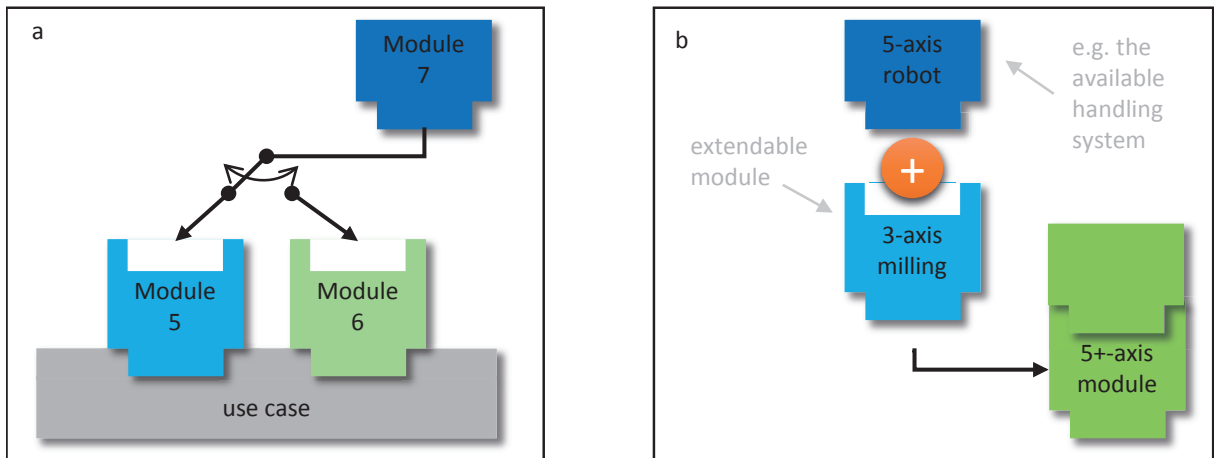 a
Module
7
Module
5
Module
6
use case
b
5-axis
robot
e.g. the
available
handling
system
extendable
module
+
3-axis
milling
5+-axis
module